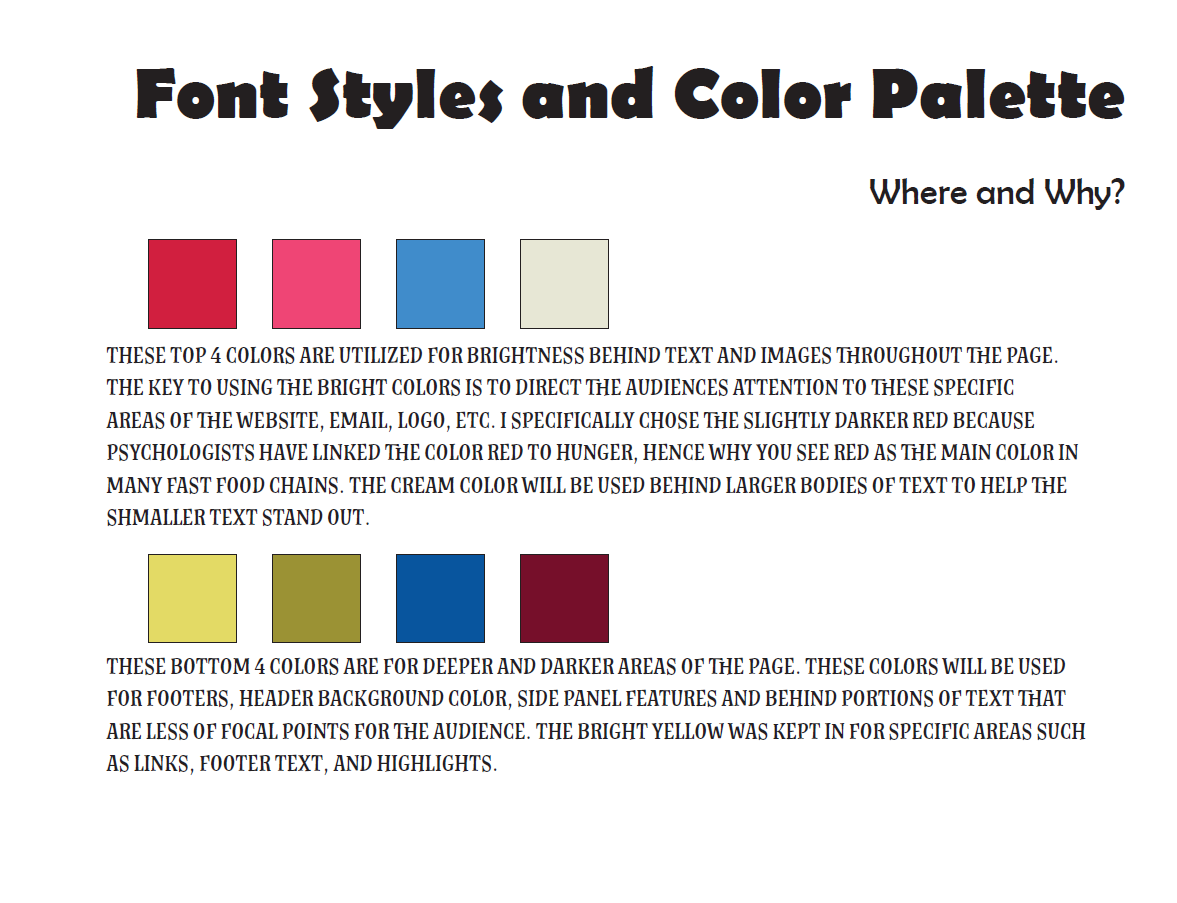 Font Styles and Color Palette
Where and Why?
THESE TOP 4 COLORS ARE UTILIZED FOR BRIGHTNESS BEHIND TEXT AND IMAGES THROUGHOUT THE PAGE.
THE KEY TO USING THE BRIGHT COLORS IS TO DIRECT THE AUDIENCES ATTENTION TO THESE SPECIFIC
AREAS OF THE WEBSITE, EMAIL, LOGO, ETC. I SPECIFICALLY CHOSE THE SLIGHTLY DARKER RED BECAUSE
PSYCHOLOGISTS HAVE LINKED THE COLOR RED TO HUNGER, HENCE WHY YOU SEE RED AS THE MAIN COLOR IN
MANY FAST FOOD CHAINS. THE CREAM COLOR WILL BE USED BEHIND LARGER BODIES OF TEXT TO HELP THE
SHMALLER TEXT STAND OUT.
THESE BOTTOM 4 COLORS ARE FOR DEEPER AND DARKER AREAS OF THE PAGE. THESE COLORS WILL BE USED
FOR FOOTERS, HEADER BACKGROUND COLOR, SIDE PANEL FEATURES AND BEHIND PORTIONS OF TEXT THAT
ARE LESS OF FOCAL POINTS FOR THE AUDIENCE. THE BRIGHT YELLOW WAS KEPT IN FOR SPECIFIC AREAS SUCH
AS LINKS, FOOTER TEXT, AND HIGHLIGHTS.